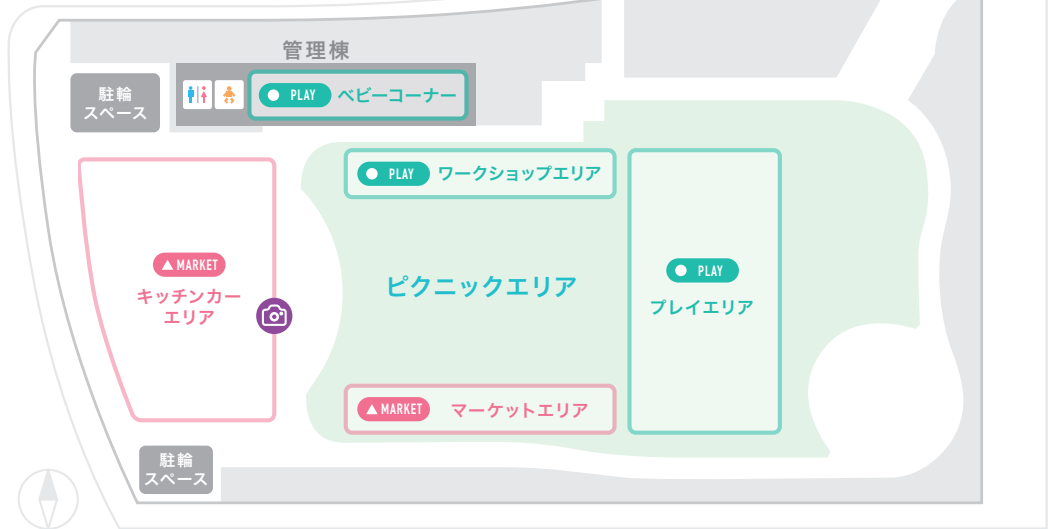 管理棟
駐輪
スペース
PLAY ベビーコーナー
PLAY ワークショップエリア
MARKET
キッチンカー
エリア
ピクニックエリア
PLAY
プレイエリア
MARKET マーケットエリア
駐輪
スペース